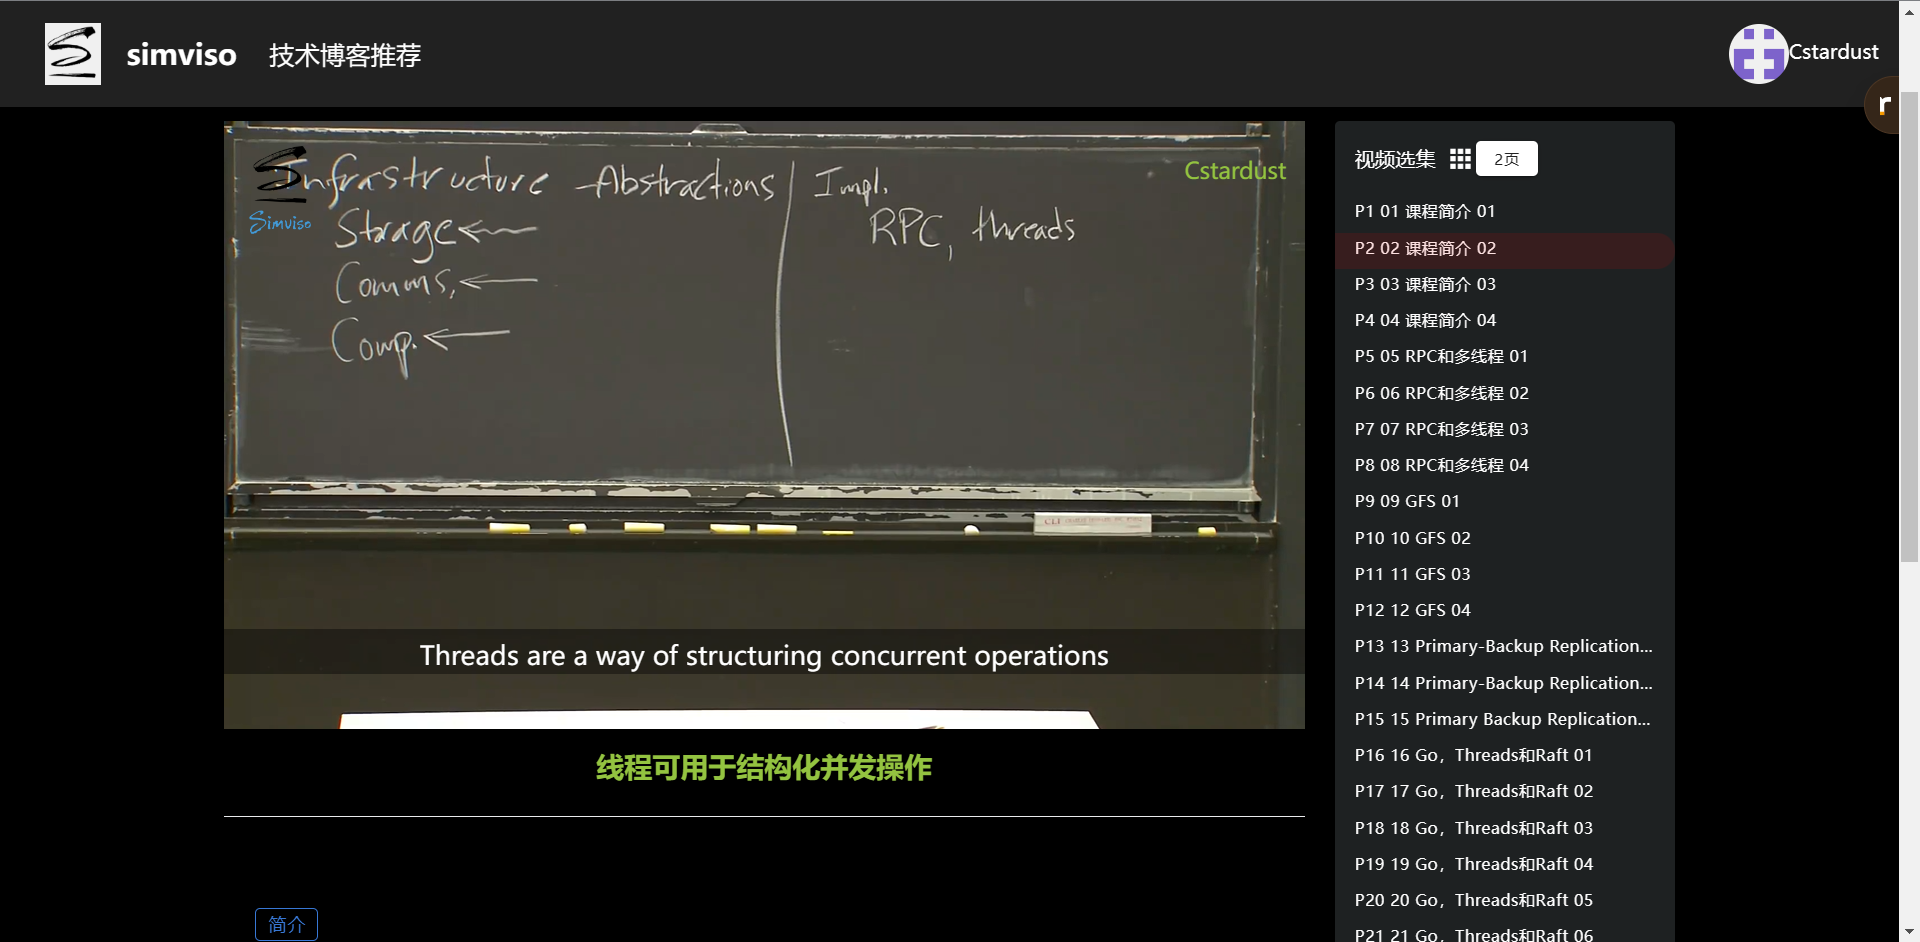 simviso 技术博客推荐
Cstardust
r
Infrastructure - Abstractions
Impl.
Cstardust
Simviso
Storage
RPC, threads
Comms.
Comp.
Threads are a way of structuring concurrent operations
线程可用于结构化并发操作
简介
视频选集 2页
P1 01 课程简介 01
P2 02 课程简介 02
P3 03 课程简介 03
P4 04 课程简介 04
P5 05 RPC和多线程 01
P6 06 RPC和多线程 02
P7 07 RPC和多线程 03
P8 08 RPC和多线程 04
P9 09 GFS 01
P10 10 GFS 02
P11 11 GFS 03
P12 12 GFS 04
P13 13 Primary-Backup Replication...
P14 14 Primary-Backup Replication...
P15 15 Primary Backup Replication...
P16 16 Go，Threads和Raft 01
P17 17 Go，Threads和Raft 02
P18 18 Go，Threads和Raft 03
P19 19 Go，Threads和Raft 04
P20 20 Go，Threads和Raft 05
P21 21 Go，Threads和Raft 06